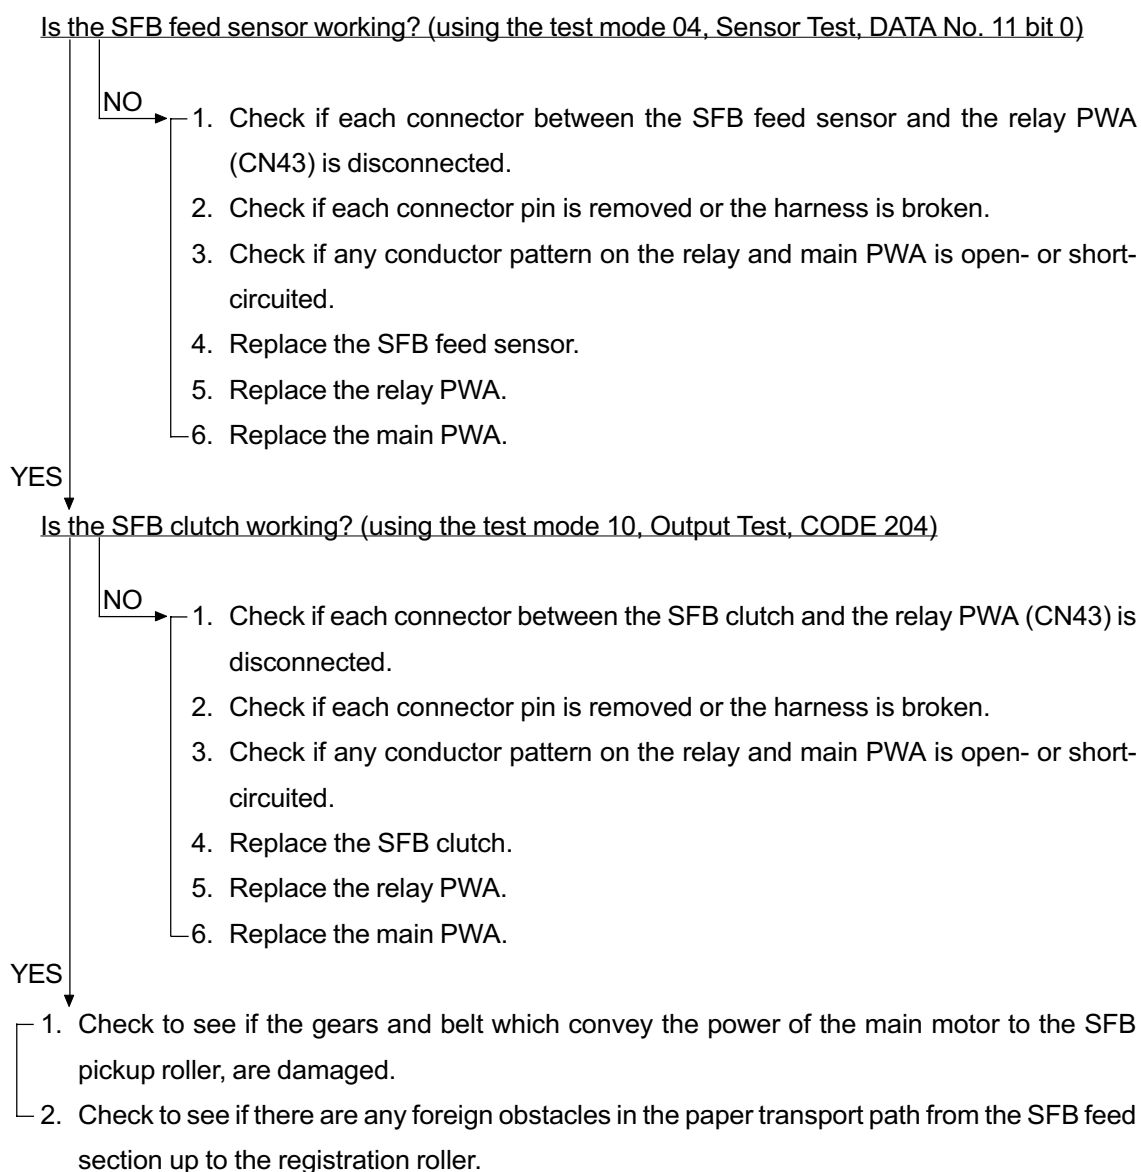 Is the SFB feed sensor working? (using the test mode 04, Sensor Test, DATA No. 11 bit 0)
NO
1. Check if each connector between the SFB feed sensor and the relay PWA
(CN43) is disconnected.
2. Check if each connector pin is removed or the harness is broken.
3. Check if any conductor pattern on the relay and main PWA is open- or short-
circuited.
4. Replace the SFB feed sensor.
5. Replace the relay PWA.
6. Replace the main PWA.
YES
Is the SFB clutch working? (using the test mode 10, Output Test, CODE 204)
NO
1. Check if each connector between the SFB clutch and the relay PWA (CN43) is
disconnected.
2. Check if each connector pin is removed or the harness is broken.
3. Check if any conductor pattern on the relay and main PWA is open- or short-
circuited.
4. Replace the SFB clutch.
5. Replace the relay PWA.
6. Replace the main PWA.
YES
1. Check to see if the gears and belt which convey the power of the main motor to the SFB
pickup roller, are damaged.
2. Check to see if there are any foreign obstacles in the paper transport path from the SFB feed
section up to the registration roller.